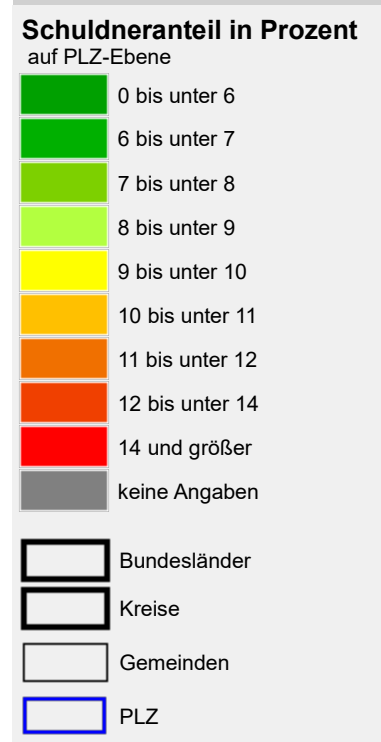 Schuldneranteil in Prozent
auf PLZ-Ebene
0 bis unter 6
6 bis unter 7
7 bis unter 8
8 bis unter 9
9 bis unter 10
10 bis unter 11
11 bis unter 12
12 bis unter 14
14 und größer
keine Angaben
Bundesländer
Kreise
Gemeinden
PLZ